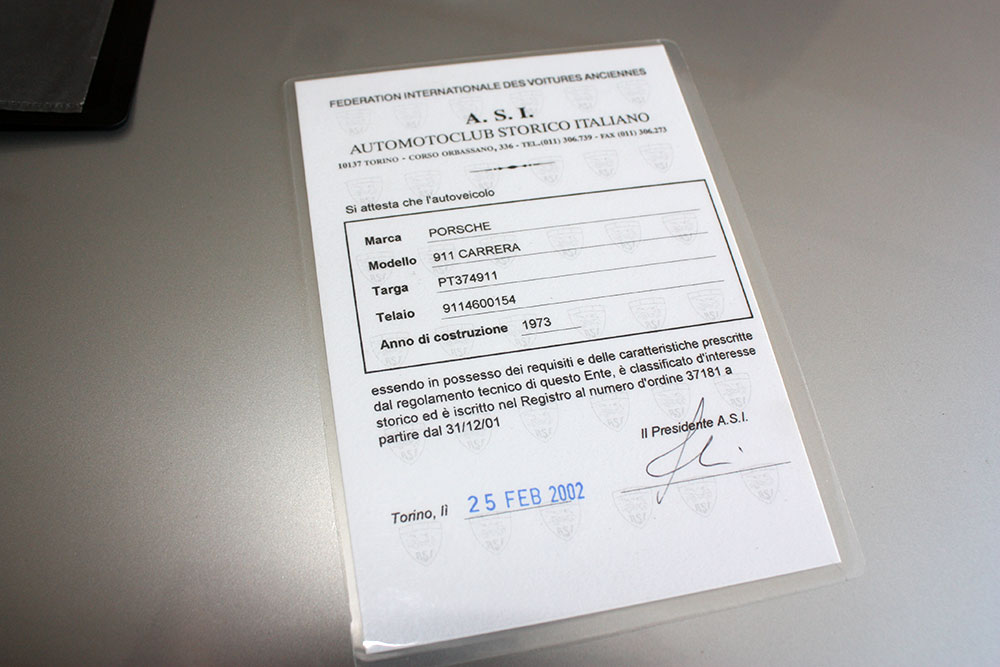 FEDERATION INTERNATIONALE DES VOITURES ANCIENNES
A. S. I.
AUTOMOTOCLUB STORICO ITALIANO
10137 TORINO - CORSO ORBASSANO, 336 - TEL.(011) 306.739 - FAX (011) 306.273
Si attesta che l'autoveicolo
Marca PORSCHE
Modello 911 CARRERA
Targa PT374911
Telaio 9114600154
Anno di costruzione 1973
essendo in possesso dei requisiti e delle caratteristiche prescritte
dal regolamento tecnico di questo Ente, è classificato d'interesse
storico ed è iscritto nel Registro al numero d'ordine 37181 a
partire dal 31/12/01
Il Presidente A.S.I.
Torino, lì 25 FEB 2002